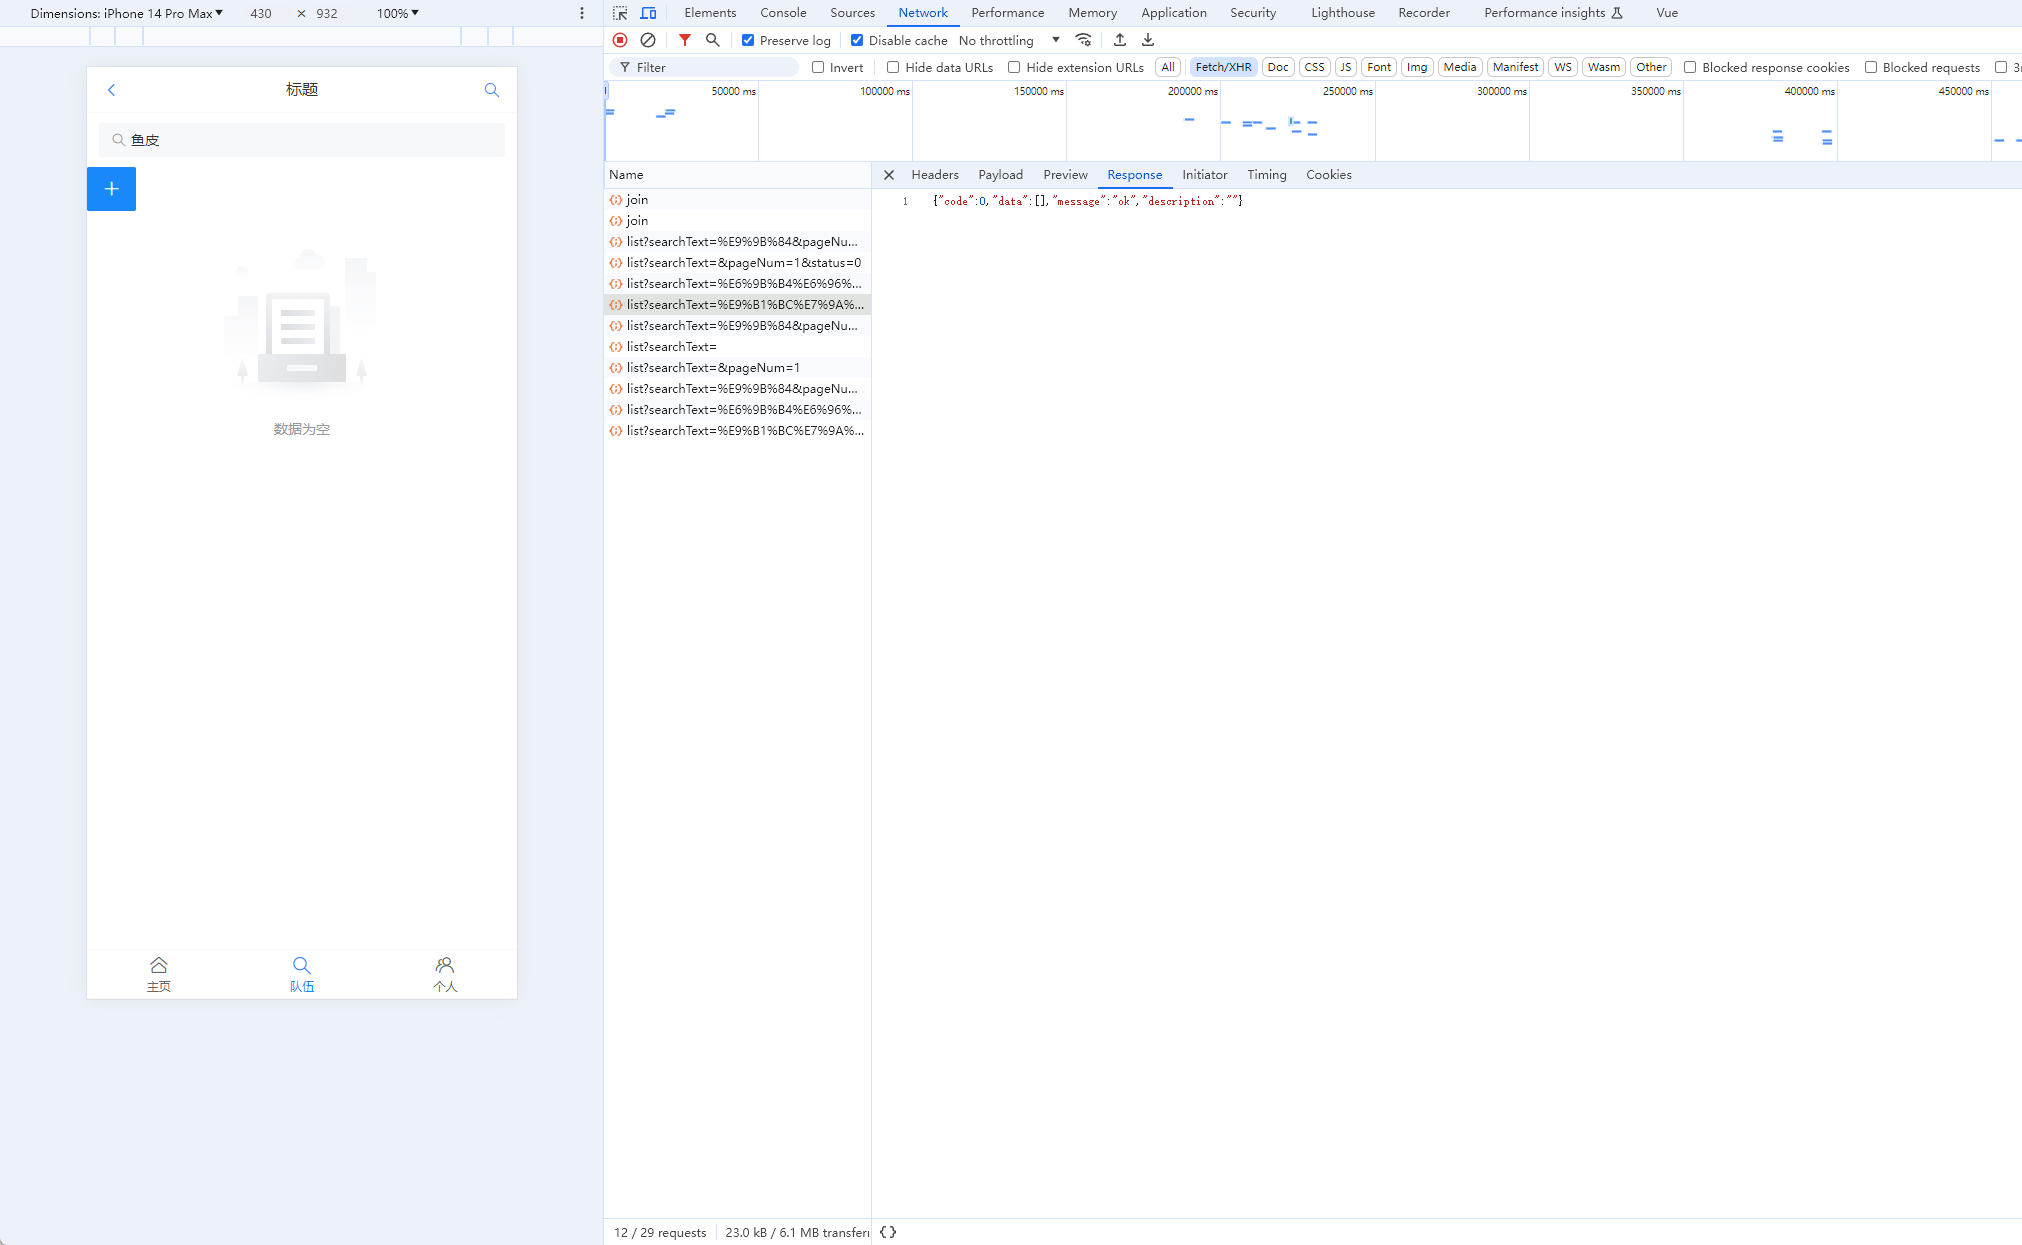 Dimensions: iPhone 14 Pro Max ▼ 430 × 932 100% ▼
标题
鱼皮
+
数据为空
主页
队伍
个人
Elements Console Sources Network Performance Memory Application Security Lighthouse Recorder Performance insights Vue
Preserve log Disable cache No throttling ▼
Filter Invert Hide data URLs Hide extension URLs All Fetch/XHR Doc CSS JS Font Img Media Manifest WS Wasm Other Blocked response cookies Blocked requests
50000 ms 100000 ms 150000 ms 200000 ms 250000 ms 300000 ms 350000 ms 400000 ms 450000 ms
Name
join
join
list?searchText=%E9%9B%84&pageNu...
list?searchText=&pageNum=1&status=0
list?searchText=%E6%9B%B4%E6%96%...
list?searchText=%E9%B1%BC%E7%9A%...
list?searchText=%E9%9B%84&pageNu...
list?searchText=
list?searchText=&pageNum=1
list?searchText=%E9%9B%84&pageNu...
list?searchText=%E6%9B%B4%E6%96%...
list?searchText=%E9%B1%BC%E7%9A%...
Headers Payload Preview Response Initiator Timing Cookies
1 {"code":0,"data":[],"message":"ok","description":""}
12 / 29 requests 23.0 kB / 6.1 MB transferr
{ }